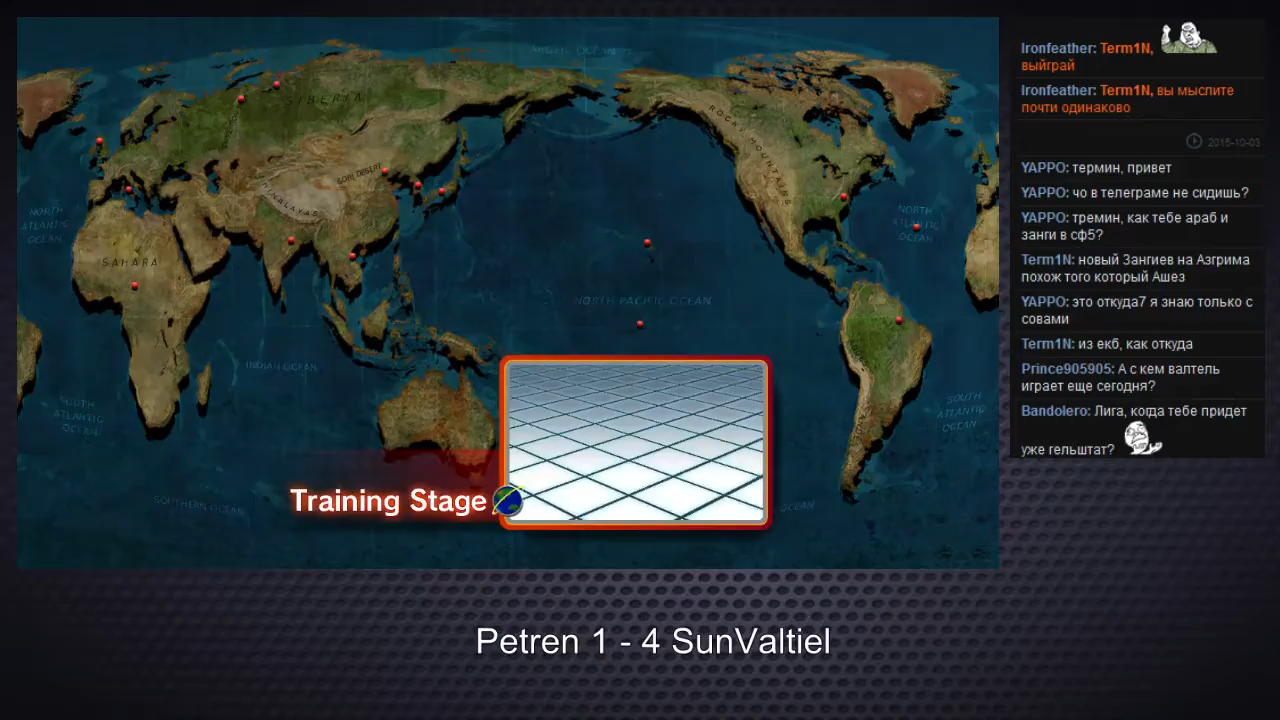 ARCTIC OCEAN
SIBERIA
ROCKY MOUNTAINS
GOBI DESERT
HIMALAYAS
NORTH
ATLANTIC
OCEAN
NORTH
ATLANTIC
OCEAN
SAHARA
NORTH PACIFIC OCEAN
INDIAN OCEAN
SOUTH
ATLANTIC
OCEAN
SOUTH
ATLANTIC
OCEAN
SOUTHERN OCEAN
OCEAN
Training Stage
Petren 1 - 4 SunValtiel
Ironfeather: Term1N,
выйграй
Ironfeather: Term1N, вы мыслите
почти одинаково
2015-10-03
YAPPO: термин, привет
YAPPO: чо в телеграме не сидишь?
YAPPO: тремин, как тебе араб и
занги в сф5?
Term1N: новый Зангиев на Азгрима
похож того который Ашез
YAPPO: это откуда7 я знаю только с
совами
Term1N: из екб, как откуда
Prince905905: А с кем валтель
играет еще сегодня?
Bandolero: Лига, когда тебе придет
уже гельштат?